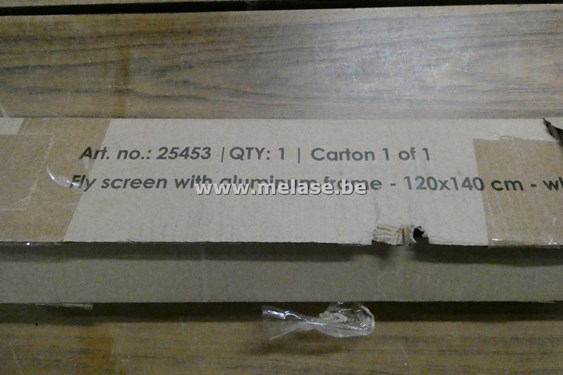 Art. no.: 25453 | QTY: 1 | Carton 1 of 1
Fly screen with aluminum frame - 120x140 cm - wh
www.melase.be